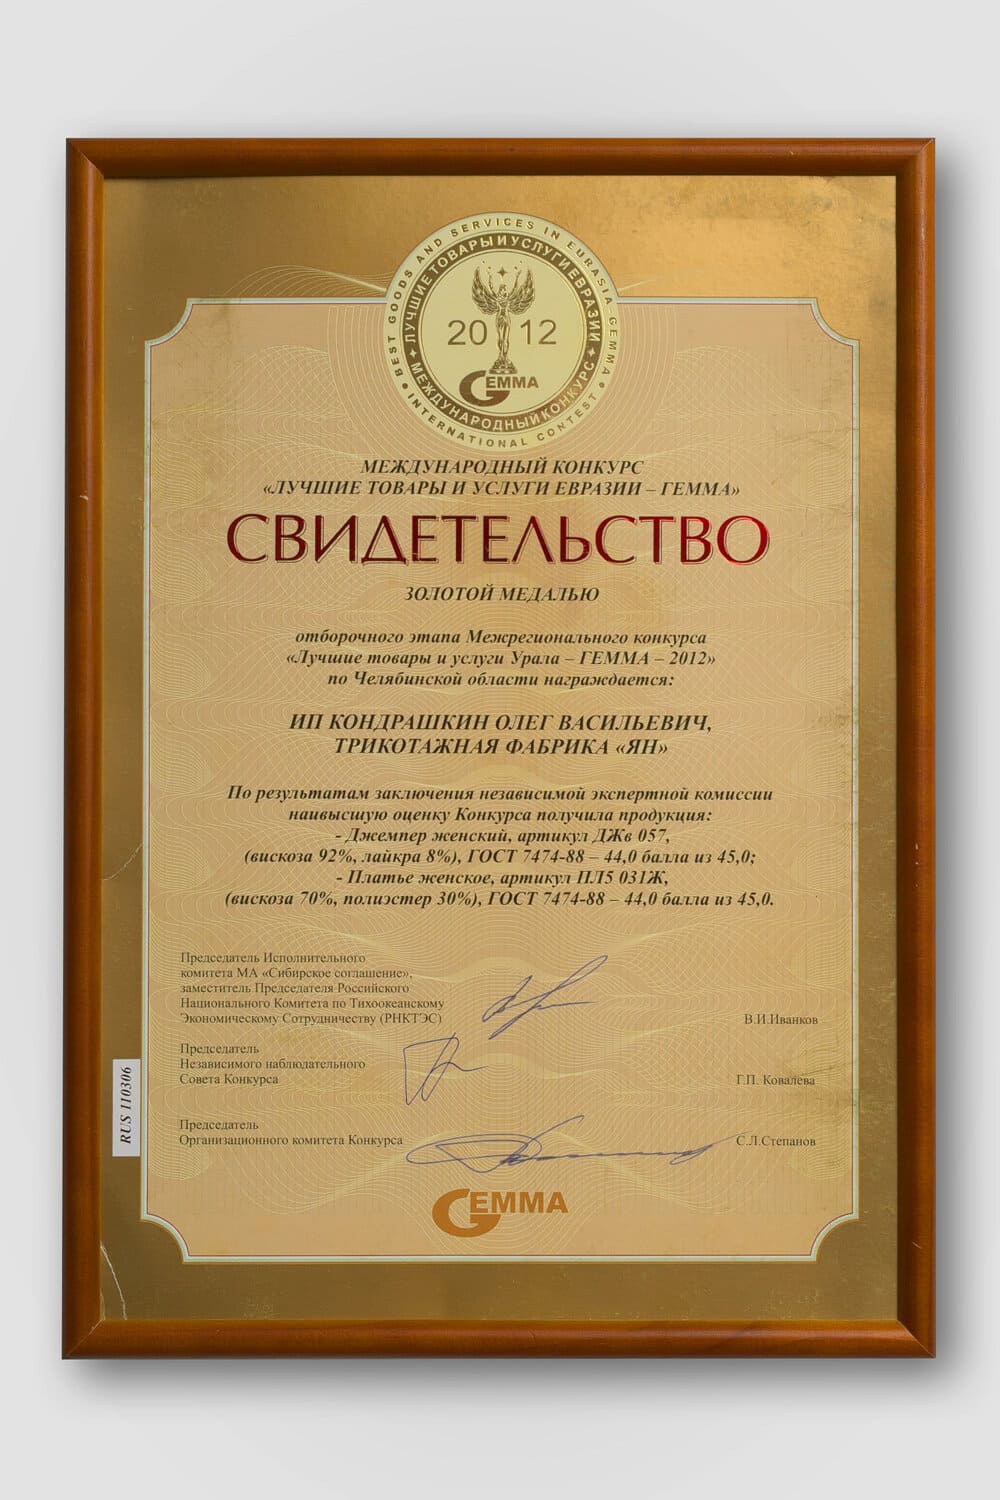 BEST GOODS AND SERVICES IN EURASIA GEMMA
INTERNATIONAL CONTEST
ЛУЧШИЕ ТОВАРЫ И УСЛУГИ ЕВРАЗИИ
МЕЖДУНАРОДНЫЙ КОНКУРС
2012
GEMMA
МЕЖДУНАРОДНЫЙ КОНКУРС
«ЛУЧШИЕ ТОВАРЫ И УСЛУГИ ЕВРАЗИИ – ГЕММА»
СВИДЕТЕЛЬСТВО
ЗОЛОТОЙ МЕДАЛЬЮ
отборочного этапа Межрегионального конкурса
«Лучшие товары и услуги Урала – ГЕММА – 2012»
по Челябинской области награждается:
ИП КОНДРАШКИН ОЛЕГ ВАСИЛЬЕВИЧ,
ТРИКОТАЖНАЯ ФАБРИКА «ЯН»
По результатам заключения независимой экспертной комиссии
наивысшую оценку Конкурса получила продукция:
- Джемпер женский, артикул ДЖв 057,
(вискоза 92%, лайкра 8%), ГОСТ 7474-88 – 44,0 балла из 45,0;
- Платье женское, артикул ПЛ5 031Ж,
(вискоза 70%, полиэстер 30%), ГОСТ 7474-88 – 44,0 балла из 45,0.
Председатель Исполнительного
комитета МА «Сибирское соглашение»,
заместитель Председателя Российского
Национального Комитета по Тихоокеанскому
Экономическому Сотрудничеству (РНКТЭС)
В.И.Иванков
Председатель
Независимого наблюдательного
Совета Конкурса
Г.П. Ковалева
Председатель
Организационного комитета Конкурса
С.Л.Степанов
RUS 110306
GEMMA